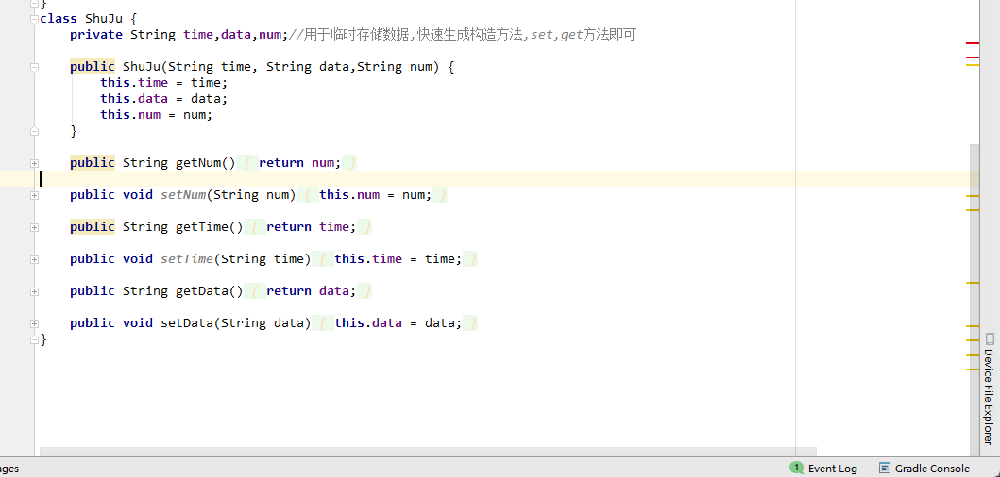 }
class ShuJu {
    private String time,data,num;//用于临时存储数据,快速生成构造方法,set,get方法即可
    public ShuJu(String time, String data,String num) {
        this.time = time;
        this.data = data;
        this.num = num;
    }
    public String getNum() { return num; }
    public void setNum(String num) { this.num = num; }
    public String getTime() { return time; }
    public void setTime(String time) { this.time = time; }
    public String getData() { return data; }
    public void setData(String data) { this.data = data; }
}
Device File Explorer
ges
1 Event Log
Gradle Console